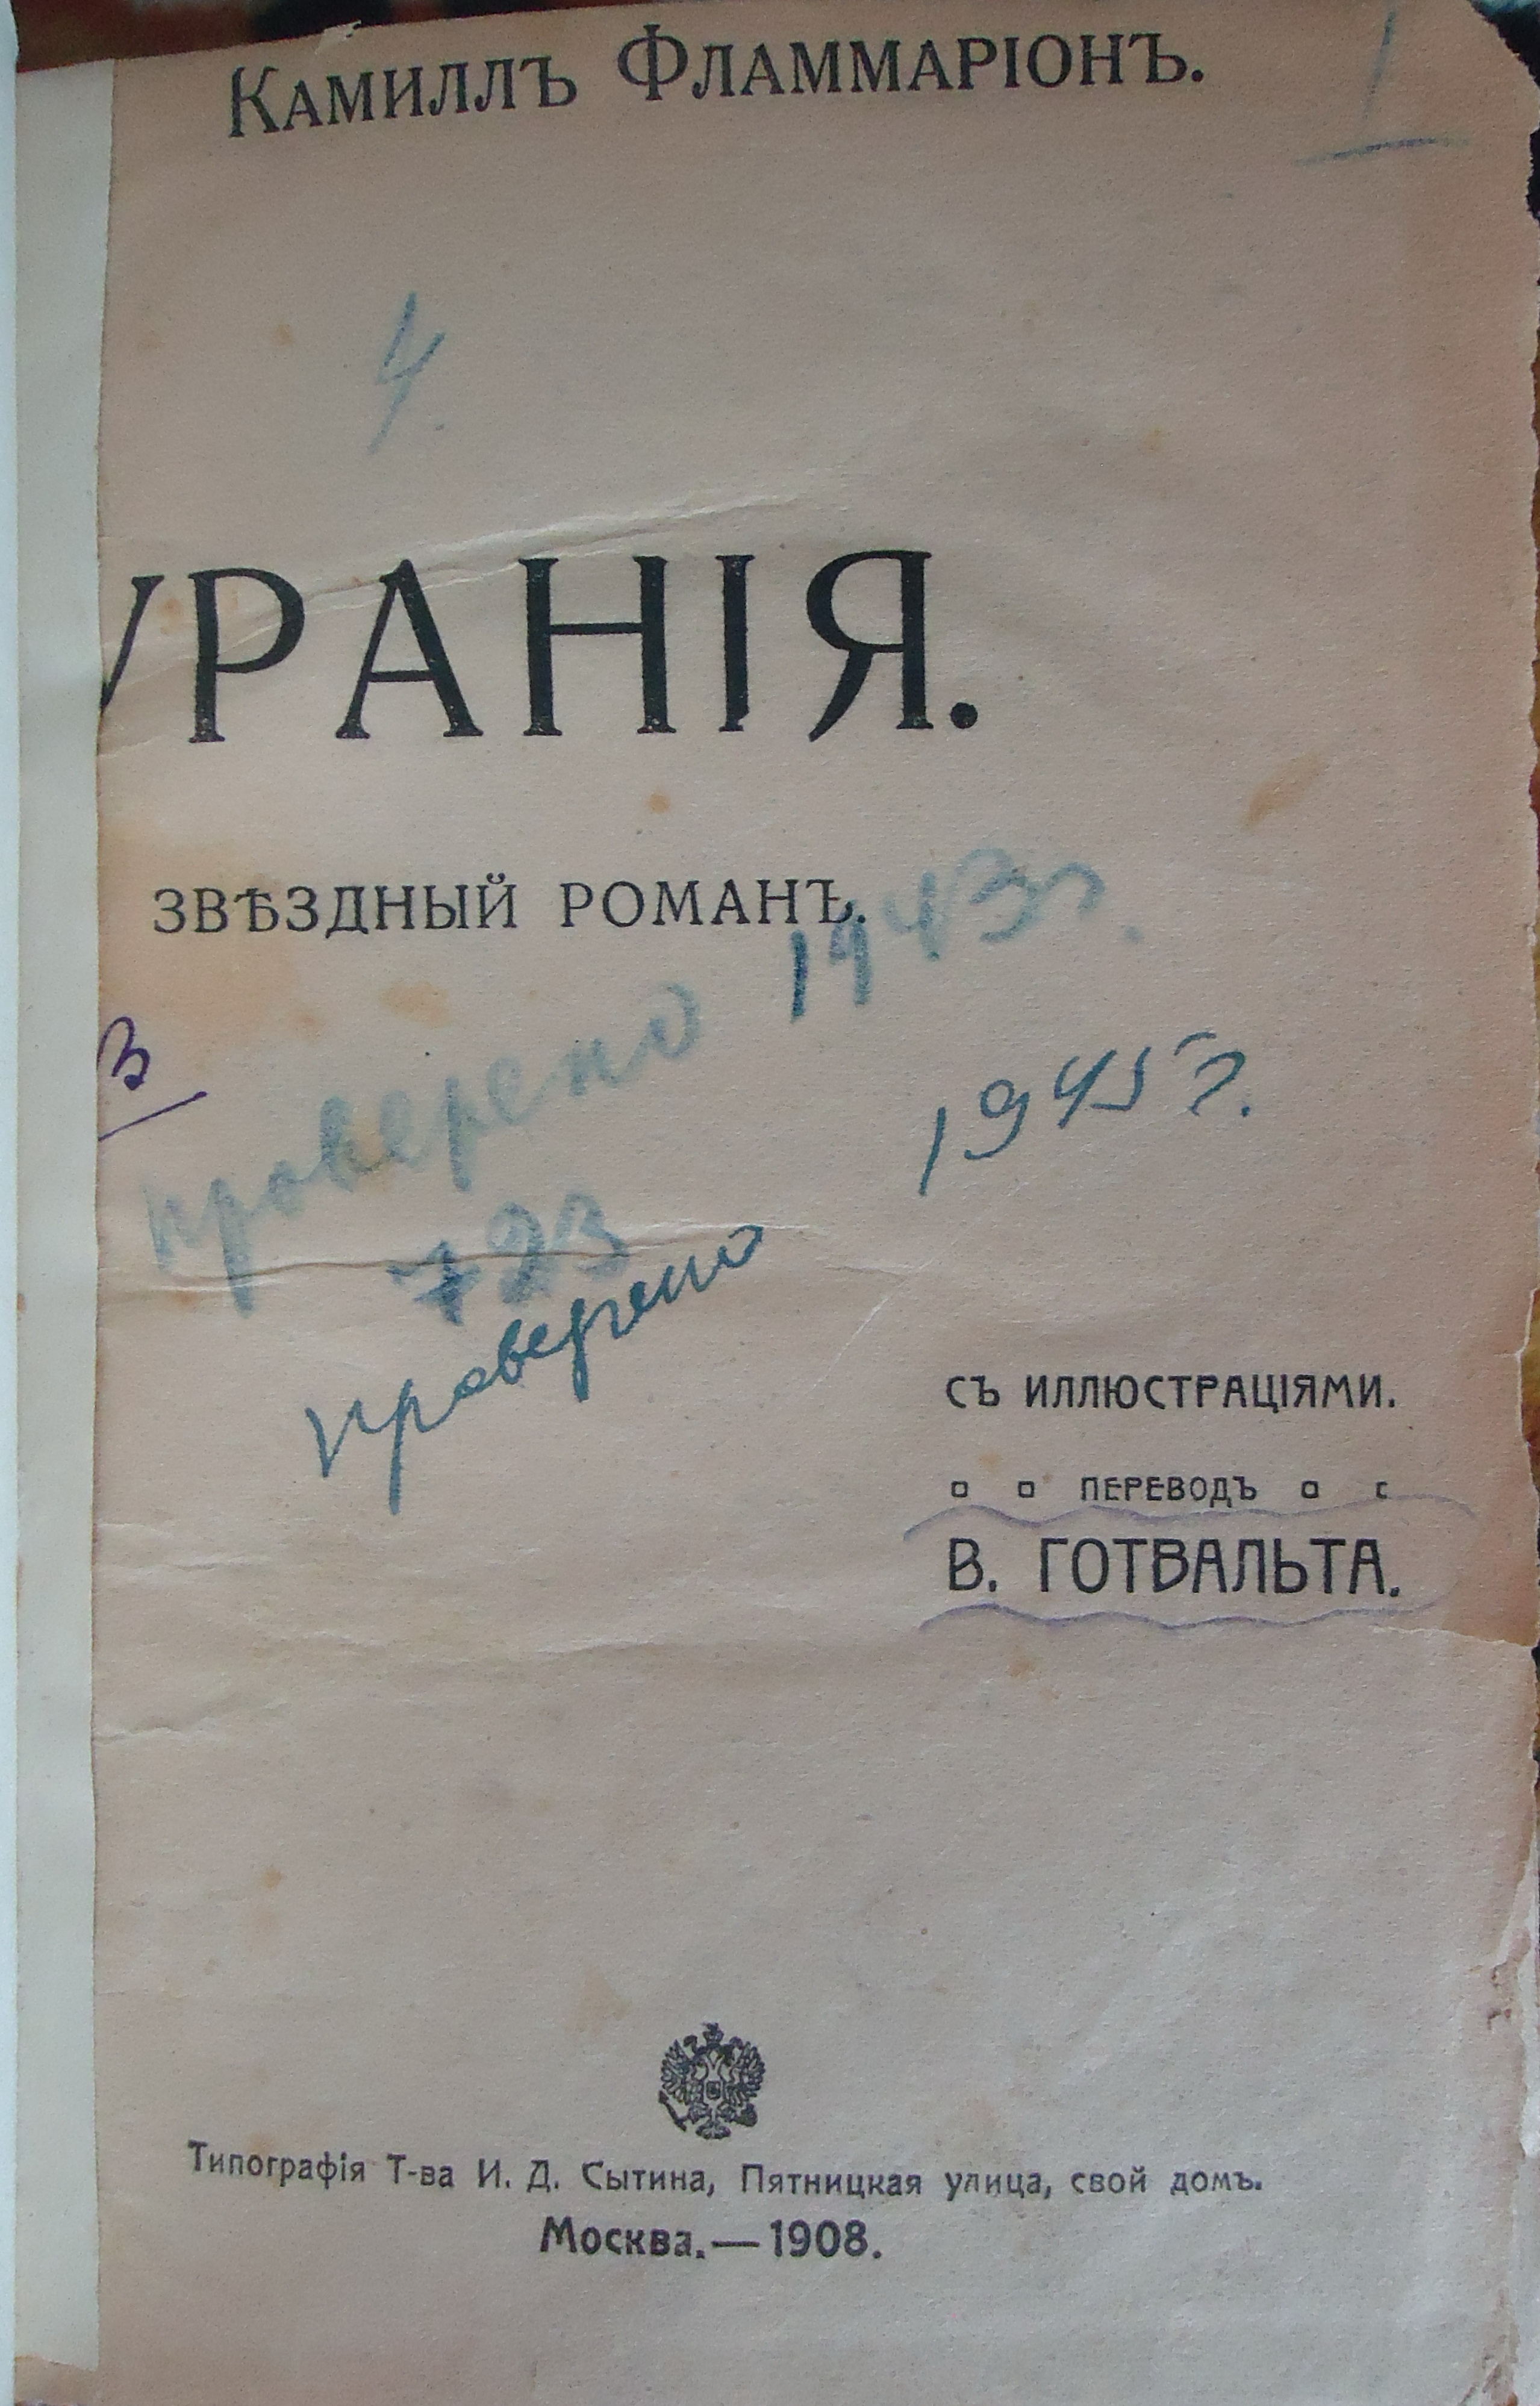 Камиллъ Фламмаріонъ.
1
4.
УРАНІЯ.
ЗВѢЗДНЫЙ РОМАНЪ.
проверено 1943г.
1945г.
723
проверено
СЪ ИЛЛЮСТРАЦІЯМИ.
ПЕРЕВОДЪ
В. ГОТВАЛЬТА.
Типографія Т-ва И. Д. Сытина, Пятницкая улица, свой домъ.
Москва.—1908.